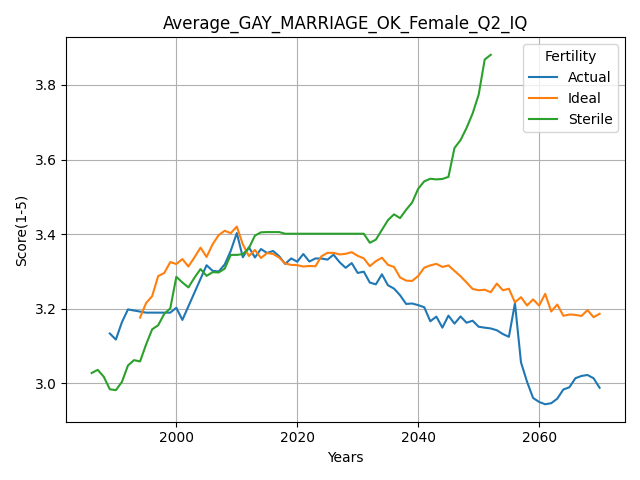 Average_GAY_MARRIAGE_OK_Female_Q2_IQ
Fertility
Actual
Ideal
Sterile
Score(1-5)
3.8
3.6
3.4
3.2
3.0
2000
2020
2040
2060
Years